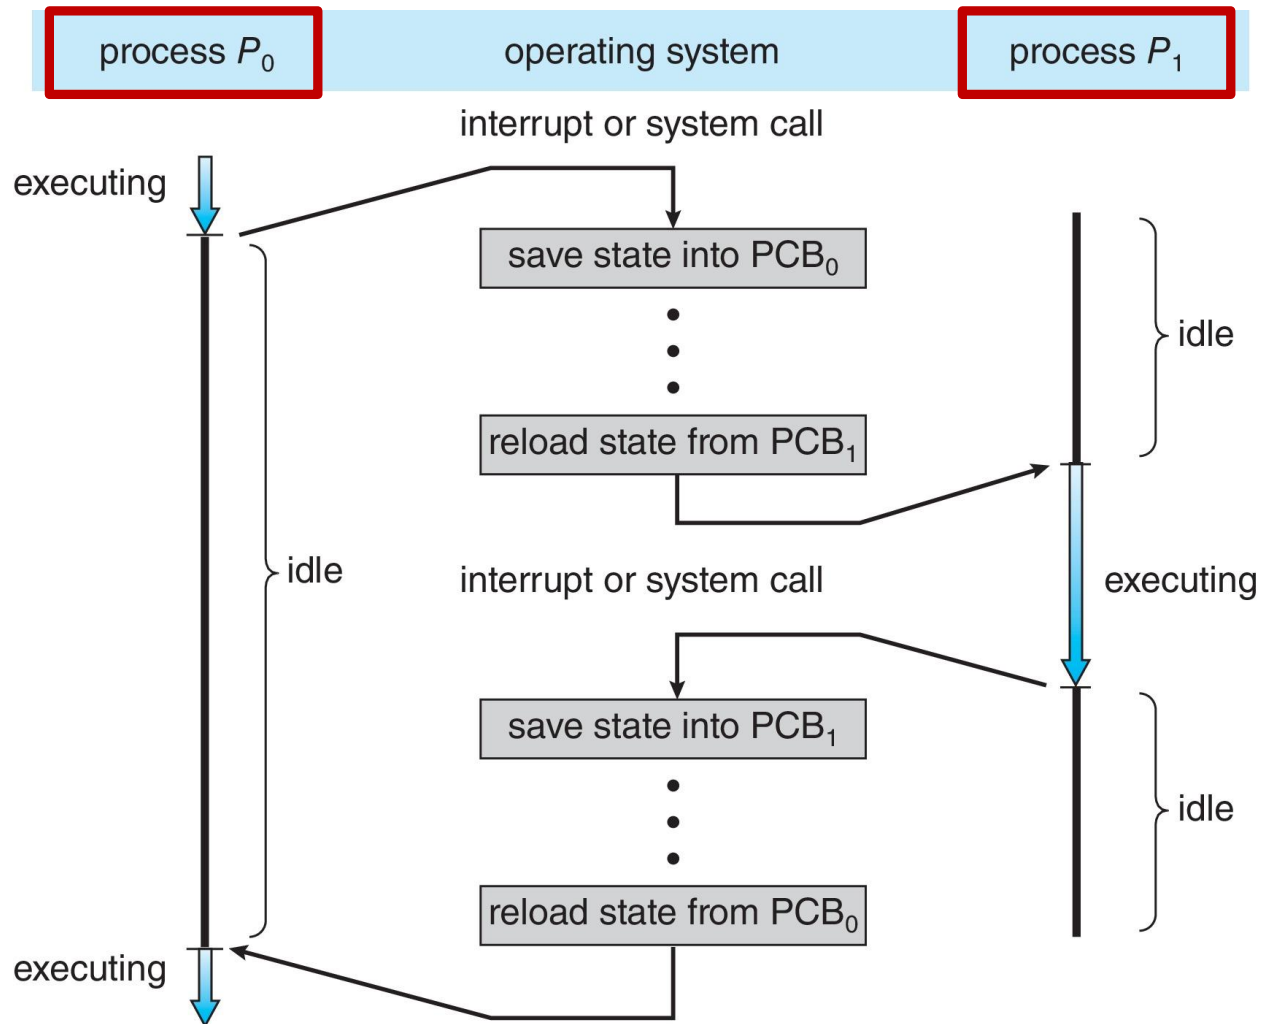 process P₀
operating system
process P₁
interrupt or system call
executing
save state into PCB₀
idle
reload state from PCB₁
idle
interrupt or system call
executing
save state into PCB₁
idle
reload state from PCB₀
executing